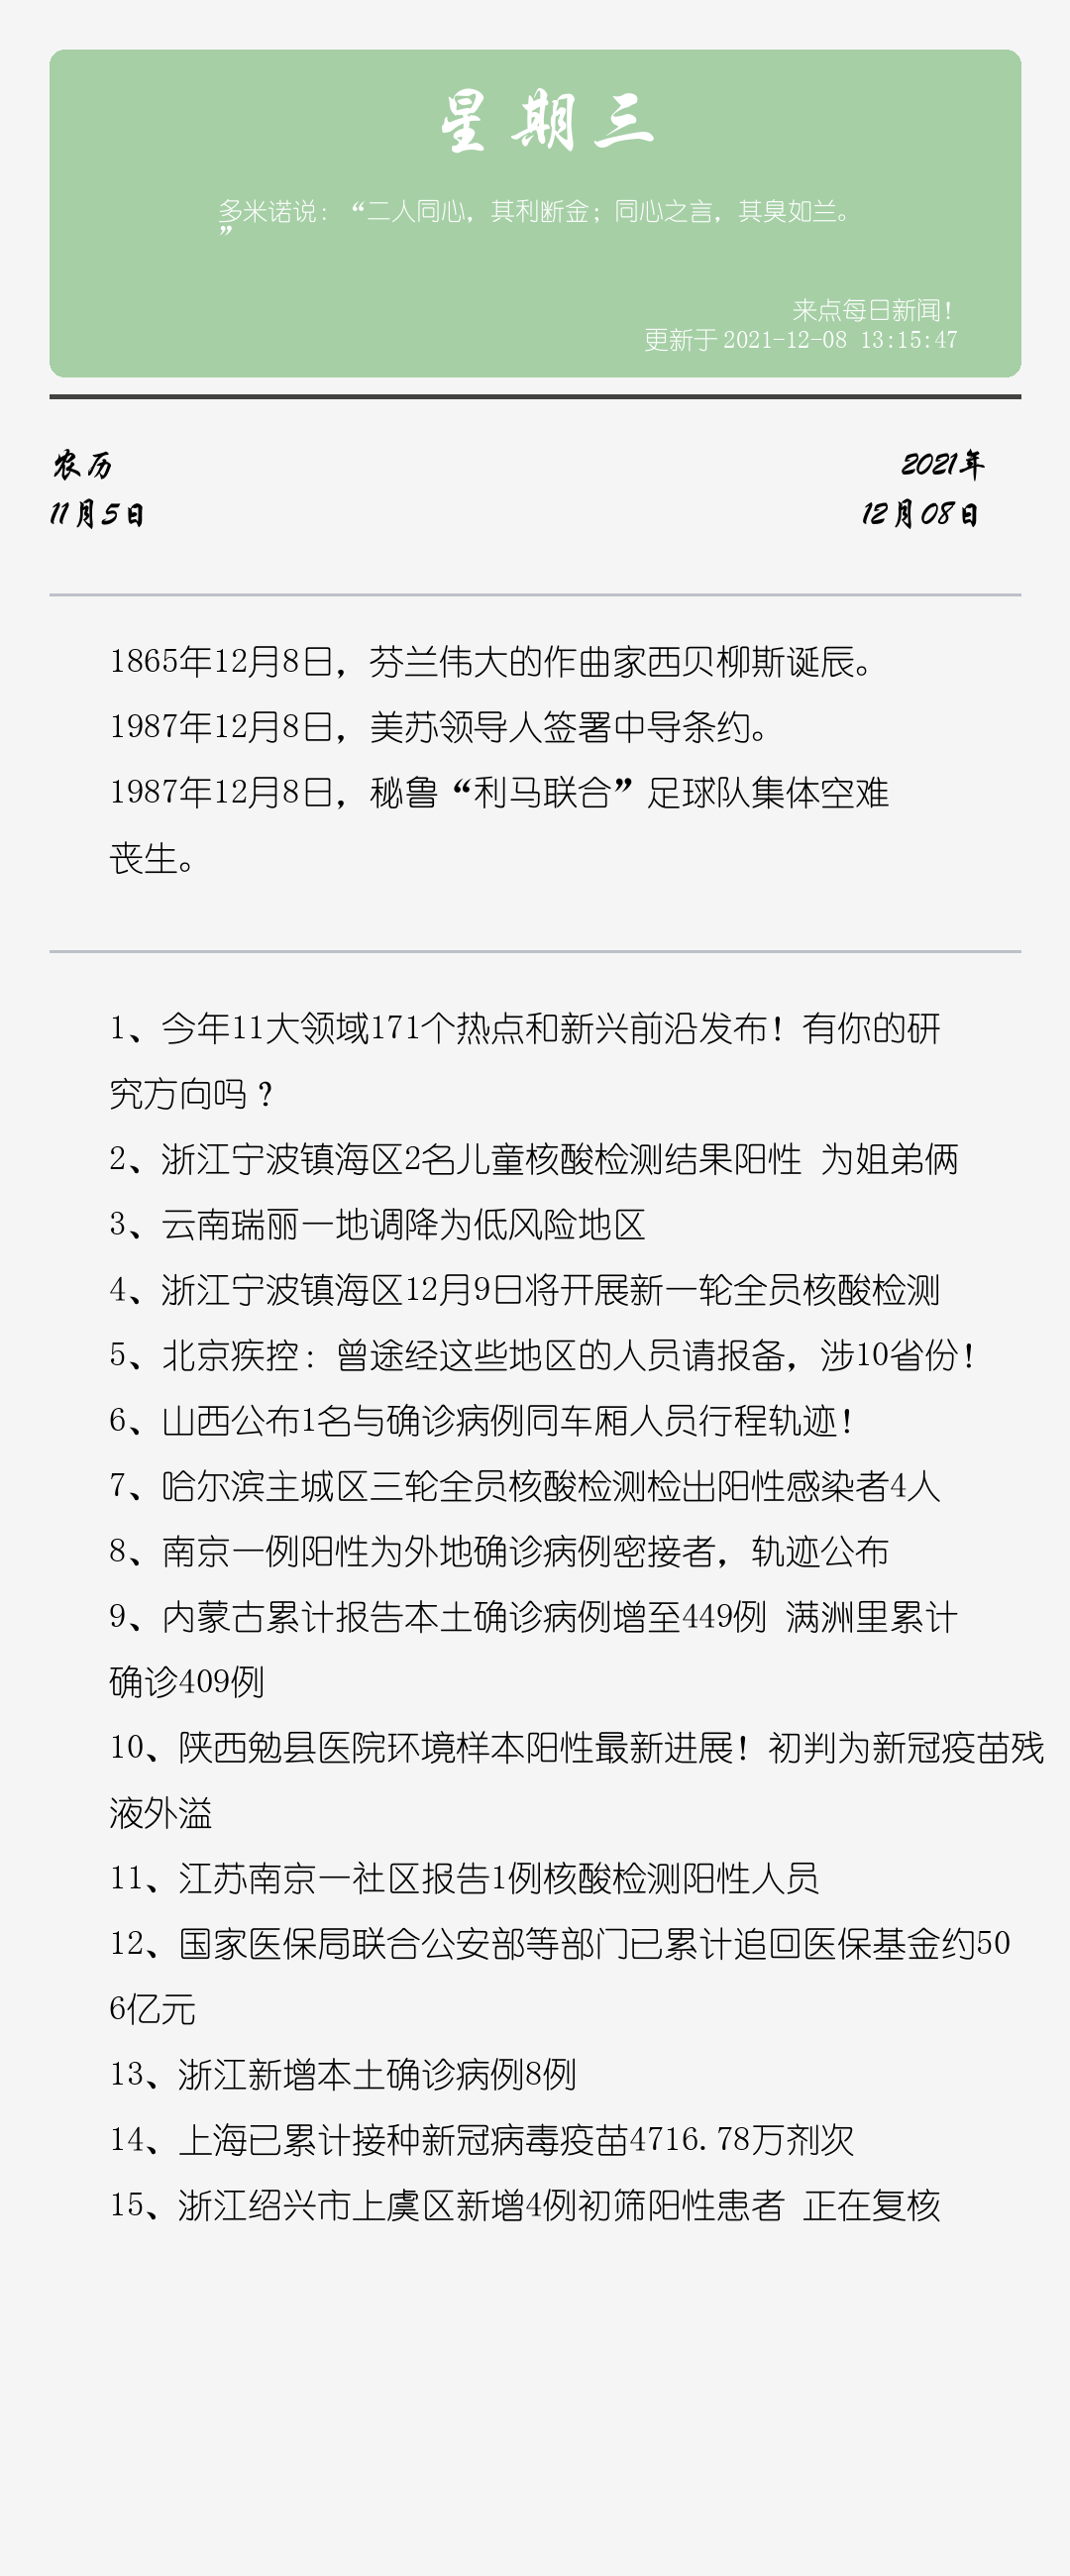 星期三
多米诺说：“二人同心，其利断金；同心之言，其臭如兰。
”
来点每日新闻！
更新于 2021-12-08 13:15:47
农历
2021年
11月5日
12月08日
1865年12月8日，芬兰伟大的作曲家西贝柳斯诞辰。
1987年12月8日，美苏领导人签署中导条约。
1987年12月8日，秘鲁“利马联合”足球队集体空难
丧生。
1、今年11大领域171个热点和新兴前沿发布！有你的研
究方向吗？
2、浙江宁波镇海区2名儿童核酸检测结果阳性 为姐弟俩
3、云南瑞丽一地调降为低风险地区
4、浙江宁波镇海区12月9日将开展新一轮全员核酸检测
5、北京疾控：曾途经这些地区的人员请报备，涉10省份！
6、山西公布1名与确诊病例同车厢人员行程轨迹！
7、哈尔滨主城区三轮全员核酸检测检出阳性感染者4人
8、南京一例阳性为外地确诊病例密接者，轨迹公布
9、内蒙古累计报告本土确诊病例增至449例 满洲里累计
确诊409例
10、陕西勉县医院环境样本阳性最新进展！初判为新冠疫苗残
液外溢
11、江苏南京一社区报告1例核酸检测阳性人员
12、国家医保局联合公安部等部门已累计追回医保基金约50
6亿元
13、浙江新增本土确诊病例8例
14、上海已累计接种新冠病毒疫苗4716.78万剂次
15、浙江绍兴市上虞区新增4例初筛阳性患者 正在复核